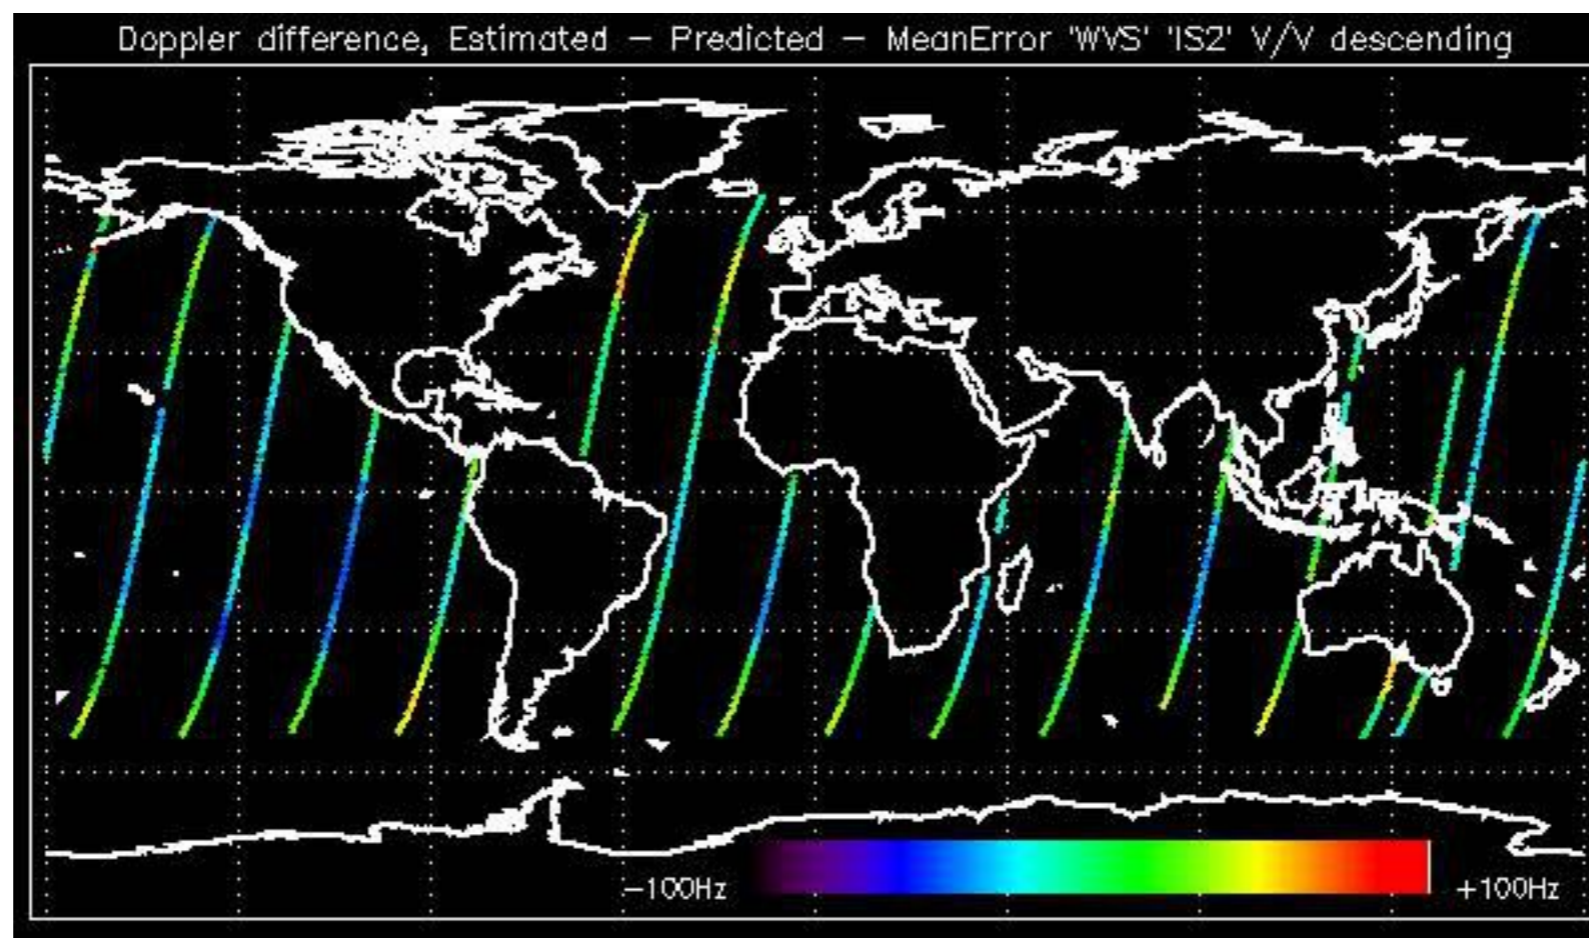 Doppler difference, Estimated – Predicted – MeanError 'WVS' 'IS2' V/V descending
–100Hz
+100Hz